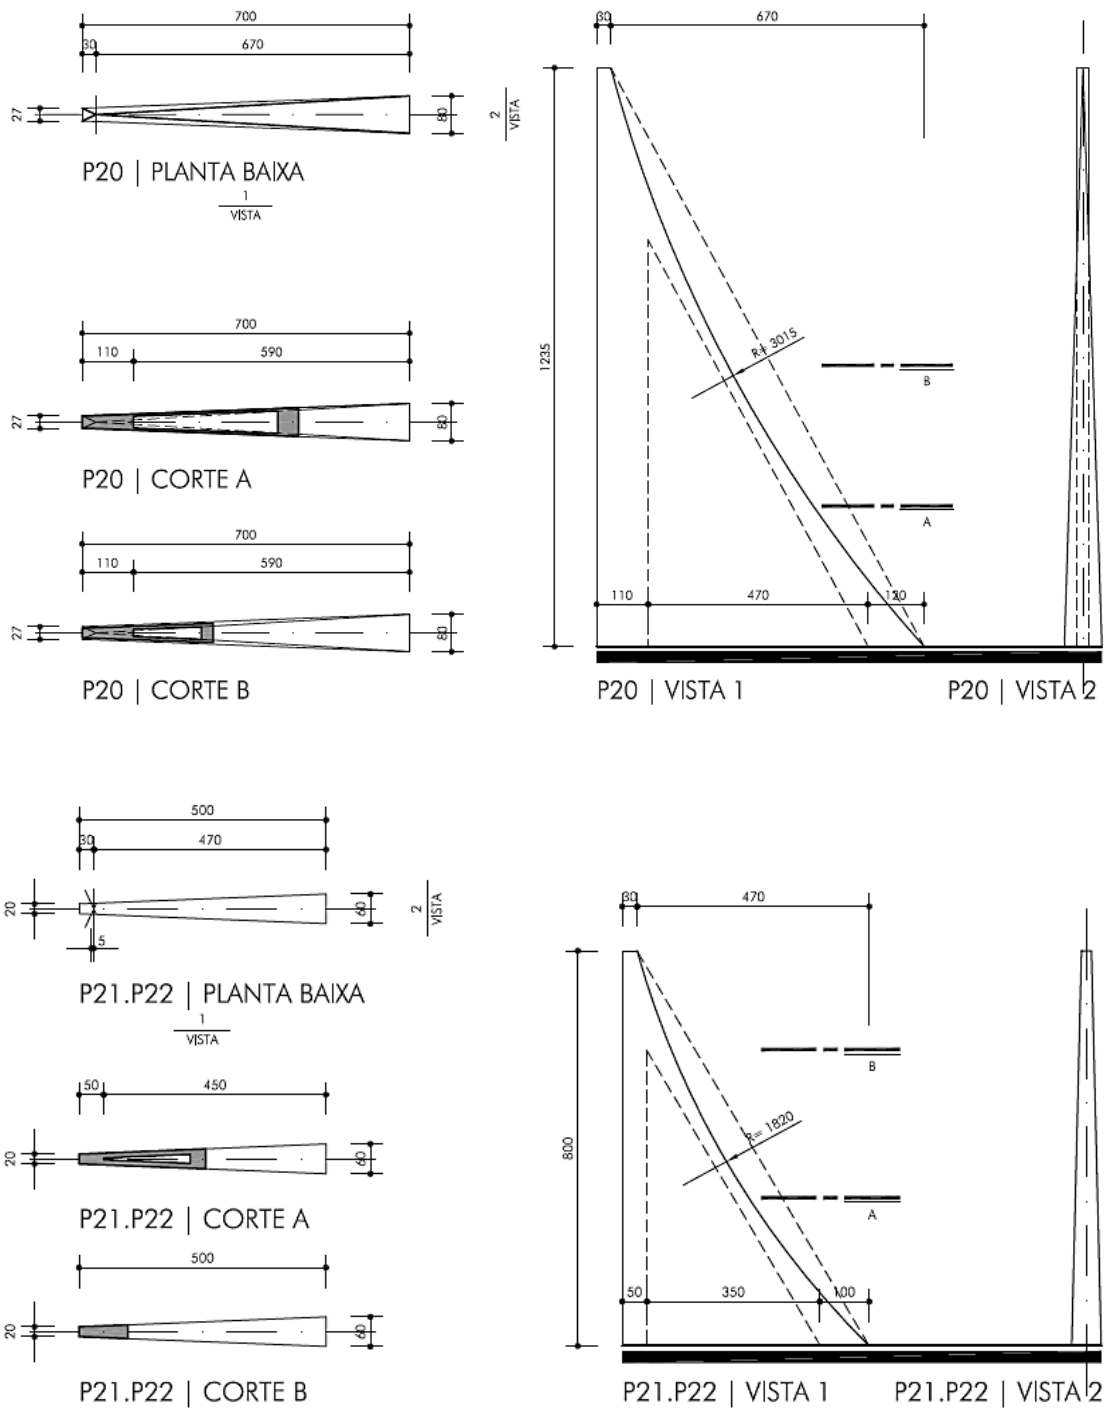 700
30 670
27
80
2
VISTA
P20 | PLANTA BAIXA
1
VISTA
700
110 590
27
80
P20 | CORTE A
700
110 590
27
80
P20 | CORTE B
30 670
1235
R= 3015
B
A
110 470 120
P20 | VISTA 1
P20 | VISTA 2
500
30 470
20
60
5
2
VISTA
P21.P22 | PLANTA BAIXA
1
VISTA
50 450
20
60
P21.P22 | CORTE A
500
20
60
P21.P22 | CORTE B
30 470
800
R= 1820
B
A
50 350 100
P21.P22 | VISTA 1
P21.P22 | VISTA 2